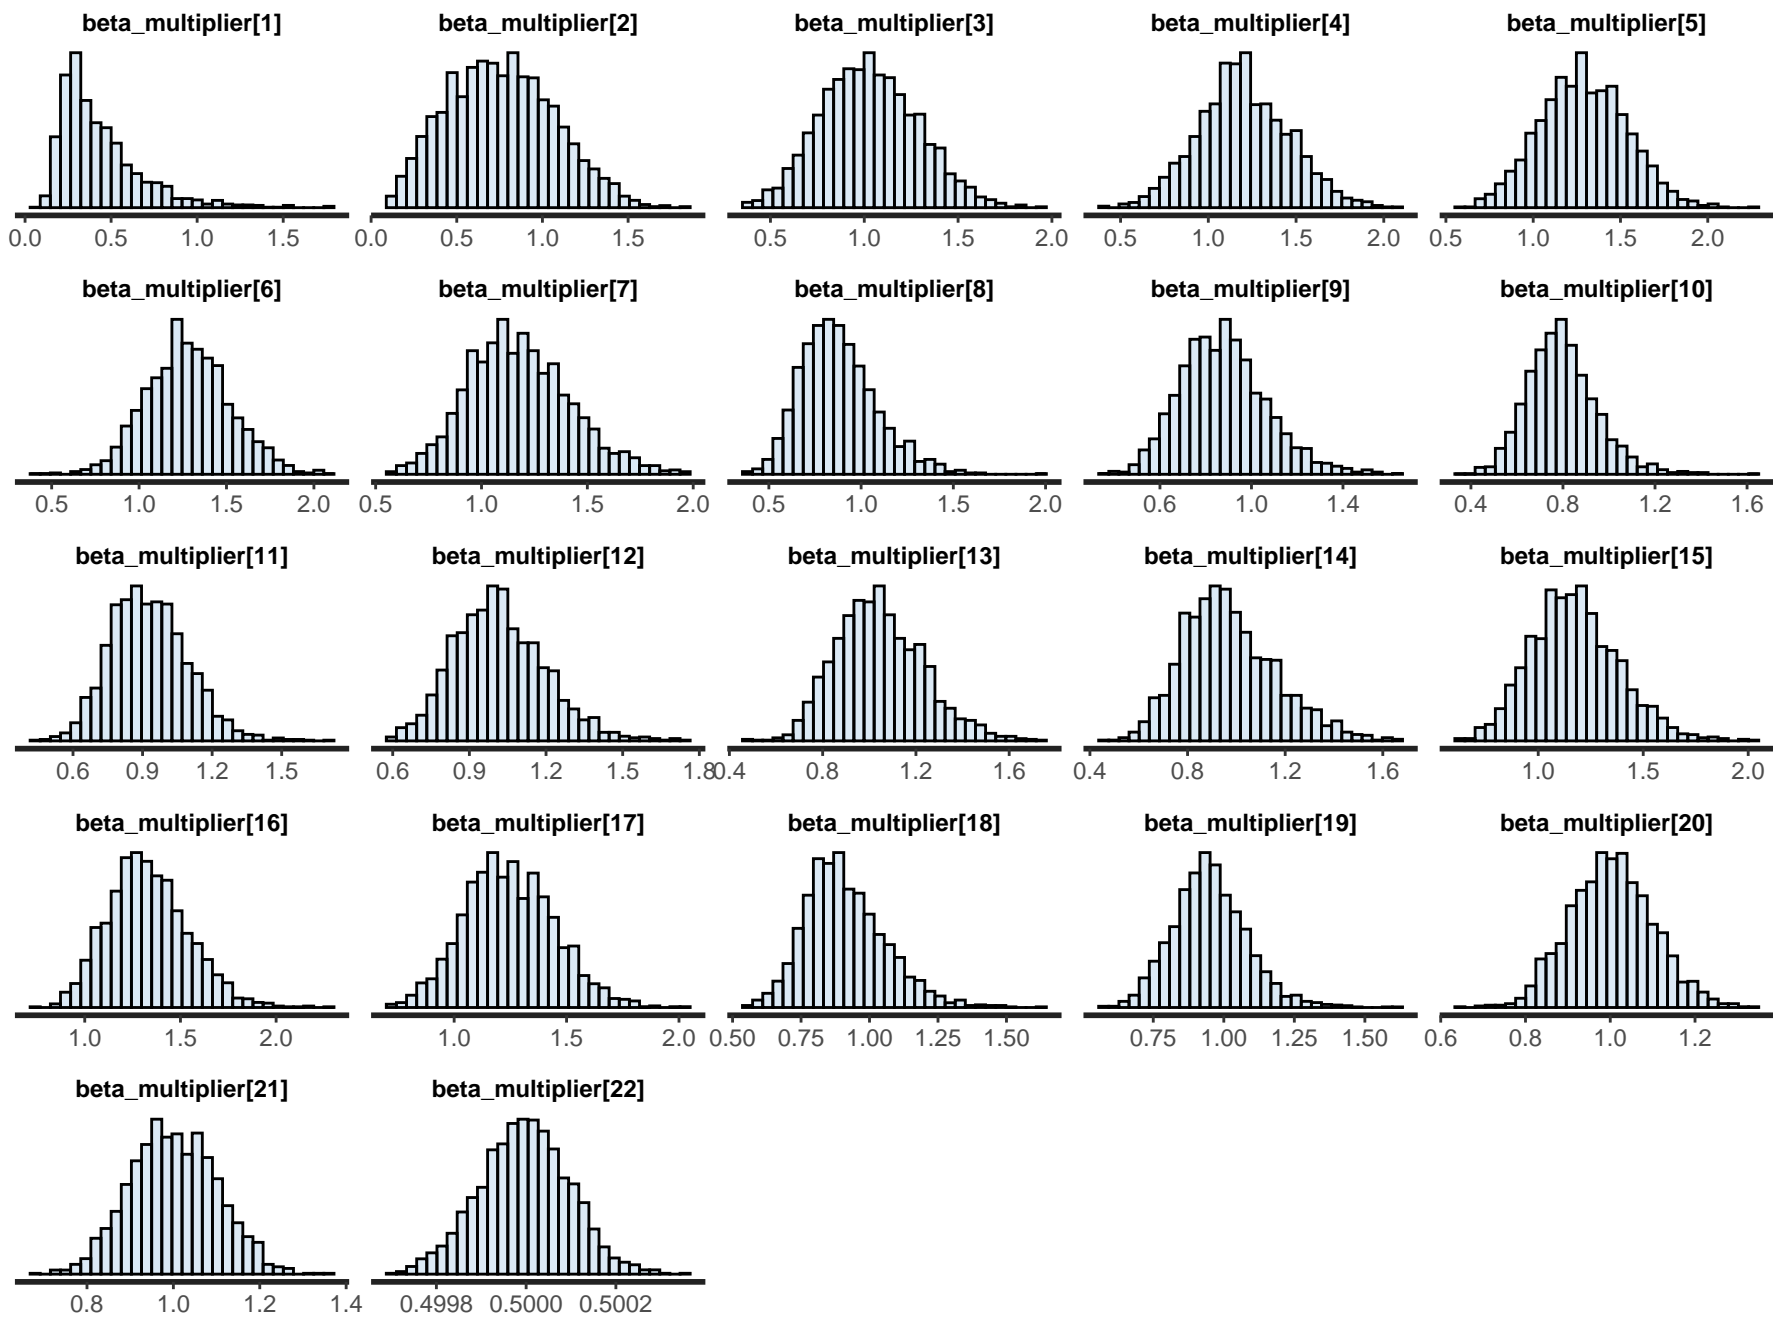 beta_multiplier[1] beta_multiplier[2] beta_multiplier[3] beta_multiplier[4] beta_multiplier[5]
0.0 0.5 1.0 1.5 0.0 0.5 1.0 1.5 0.5 1.0 1.5 2.0 0.5 1.0 1.5 2.0 0.5 1.0 1.5 2.0
beta_multiplier[6] beta_multiplier[7] beta_multiplier[8] beta_multiplier[9] beta_multiplier[10]
0.5 1.0 1.5 2.0 0.5 1.0 1.5 2.0 0.5 1.0 1.5 2.0 0.6 1.0 1.4 0.4 0.8 1.2 1.6
beta_multiplier[11] beta_multiplier[12] beta_multiplier[13] beta_multiplier[14] beta_multiplier[15]
0.6 0.9 1.2 1.5 0.6 0.9 1.2 1.5 1.8 0.4 0.8 1.2 1.6 0.4 0.8 1.2 1.6 1.0 1.5 2.0
beta_multiplier[16] beta_multiplier[17] beta_multiplier[18] beta_multiplier[19] beta_multiplier[20]
1.0 1.5 2.0 1.0 1.5 2.0 0.50 0.75 1.00 1.25 1.50 0.75 1.00 1.25 1.50 0.6 0.8 1.0 1.2
beta_multiplier[21] beta_multiplier[22]
0.8 1.0 1.2 1.4 0.4998 0.5000 0.5002